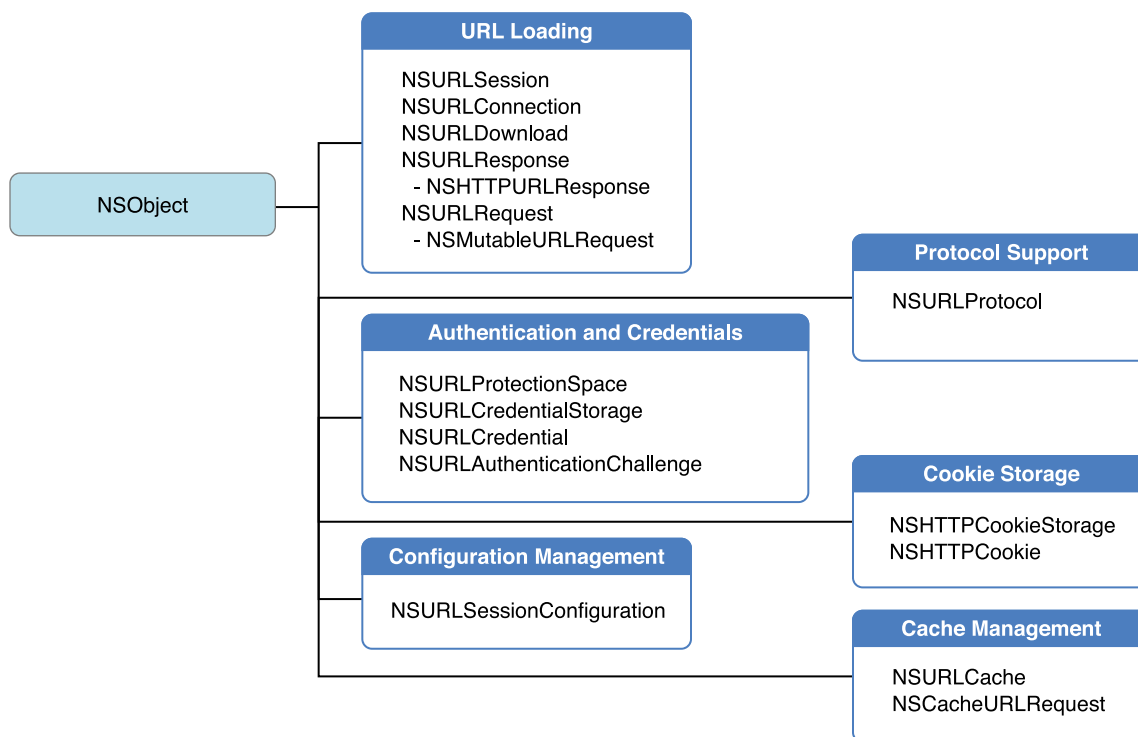 NSObject
URL Loading
NSURLSession
NSURLConnection
NSURLDownload
NSURLResponse
- NSHTTPURLResponse
NSURLRequest
- NSMutableURLRequest
Protocol Support
NSURLProtocol
Authentication and Credentials
NSURLProtectionSpace
NSURLCredentialStorage
NSURLCredential
NSURLAuthenticationChallenge
Cookie Storage
NSHTTPCookieStorage
NSHTTPCookie
Configuration Management
NSURLSessionConfiguration
Cache Management
NSURLCache
NSCacheURLRequest